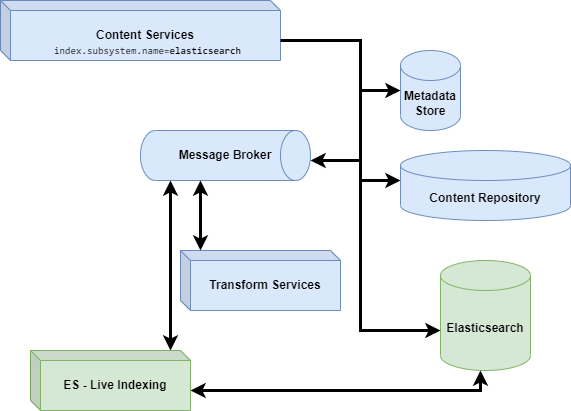 Content Services
index.subsystem.name=elasticsearch
Metadata
Store
Message Broker
Content Repository
Transform Services
Elasticsearch
ES - Live Indexing